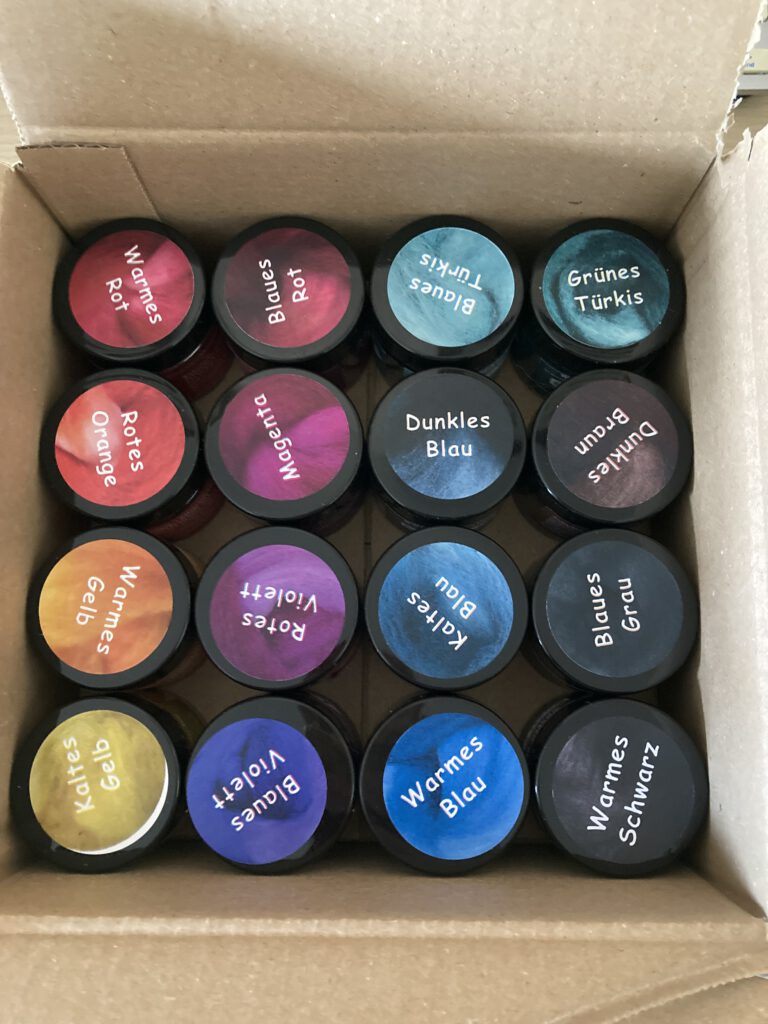 Warmes
Rot
Blaues
Rot
Blaues
Türkis
Grünes
Türkis
Rotes
Orange
Magenta
Dunkles
Blau
Dunkles
Braun
Warmes
Gelb
Rotes
Violett
Kaltes
Blau
Blaues
Grau
Kaltes
Gelb
Blaues
Violett
Warmes
Blau
Warmes
Schwarz